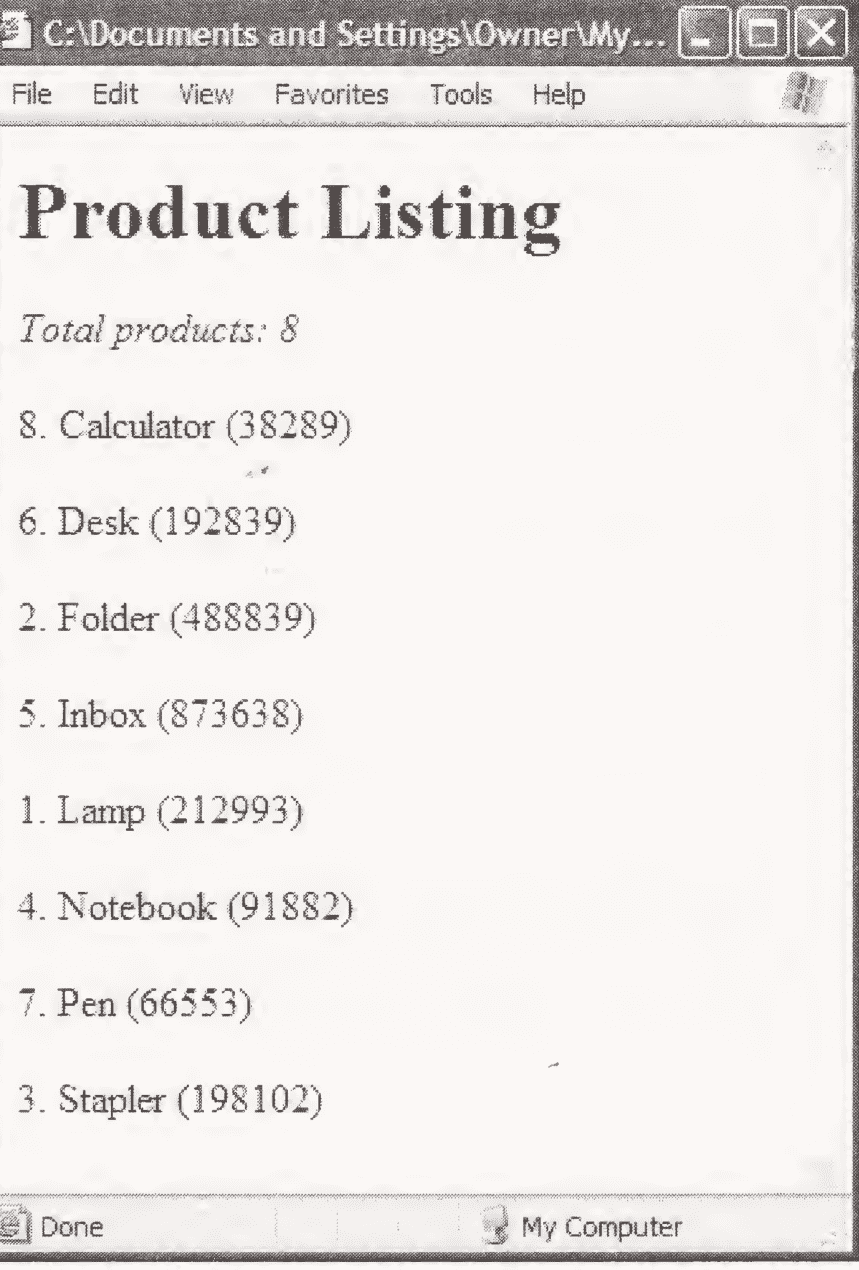 C:\Documents and Settings\Owner\My...
File Edit View Favorites Tools Help
Product Listing
Total products: 8
8. Calculator (38289)
6. Desk (192839)
2. Folder (488839)
5. Inbox (873638)
1. Lamp (212993)
4. Notebook (91882)
7. Pen (66553)
3. Stapler (198102)
Done My Computer